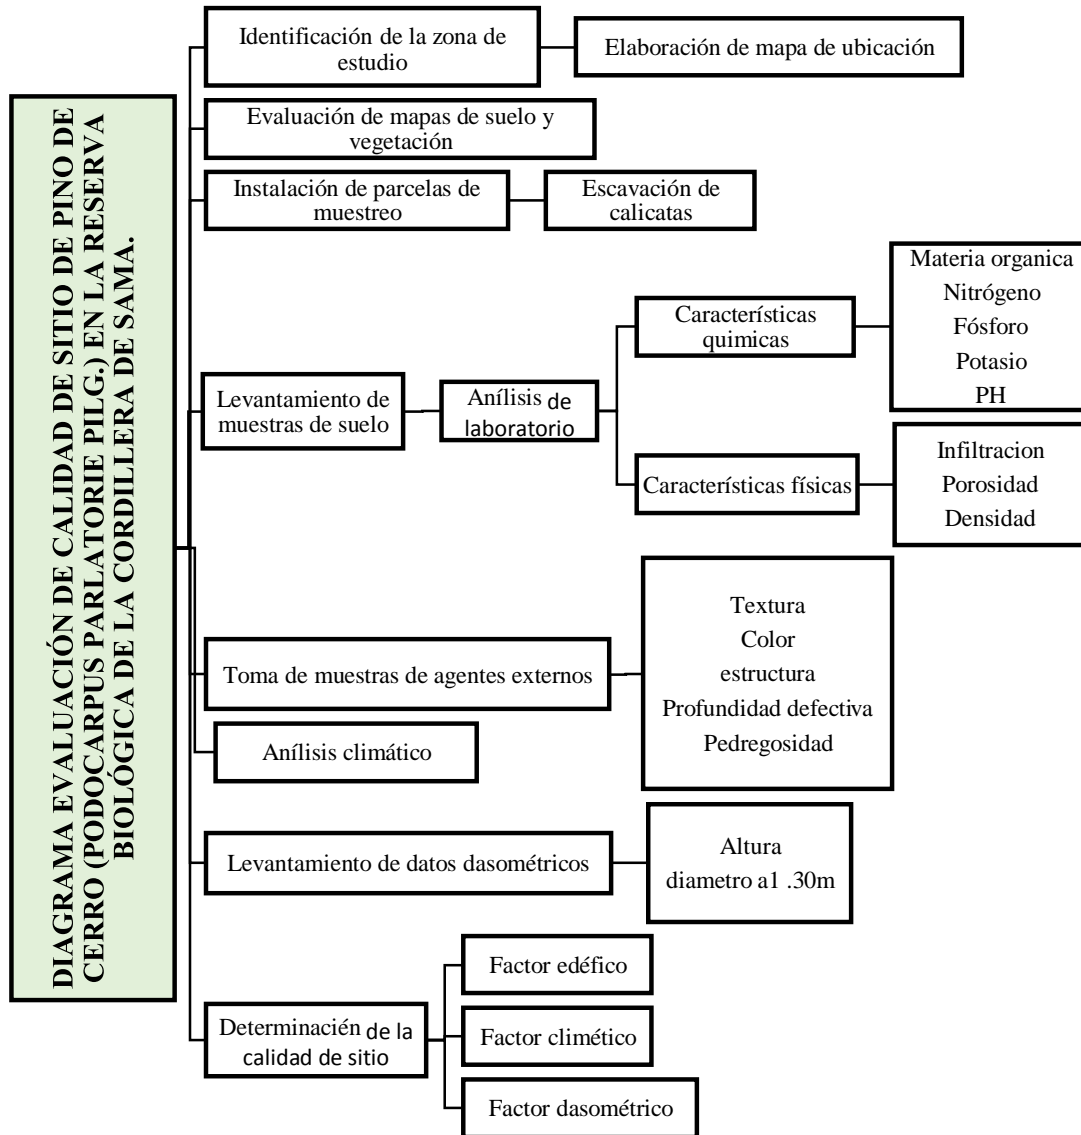 DIAGRAMA EVALUACIÓN DE CALIDAD DE SITIO DE PINO DE
CERRO (PODOCARPUS PARLATORIE PILG.) EN LA RESERVA
BIOLÓGICA DE LA CORDILLERA DE SAMA.
Identificación de la zona de
estudio
Elaboración de mapa de ubicación
Evaluación de mapas de suelo y
vegetación
Instalación de parcelas de
muestreo
Escavación de
calicatas
Levantamiento de
muestras de suelo
Anílisis de
laboratorio
Características
quimicas
Materia organica
Nitrógeno
Fósforo
Potasio
PH
Características físicas
Infiltracion
Porosidad
Densidad
Toma de muestras de agentes externos
Textura
Color
estructura
Profundidad defectiva
Pedregosidad
Anílisis climático
Levantamiento de datos dasométricos
Altura
diametro a1 .30m
Determinación de la
calidad de sitio
Factor edéfico
Factor climético
Factor dasométrico